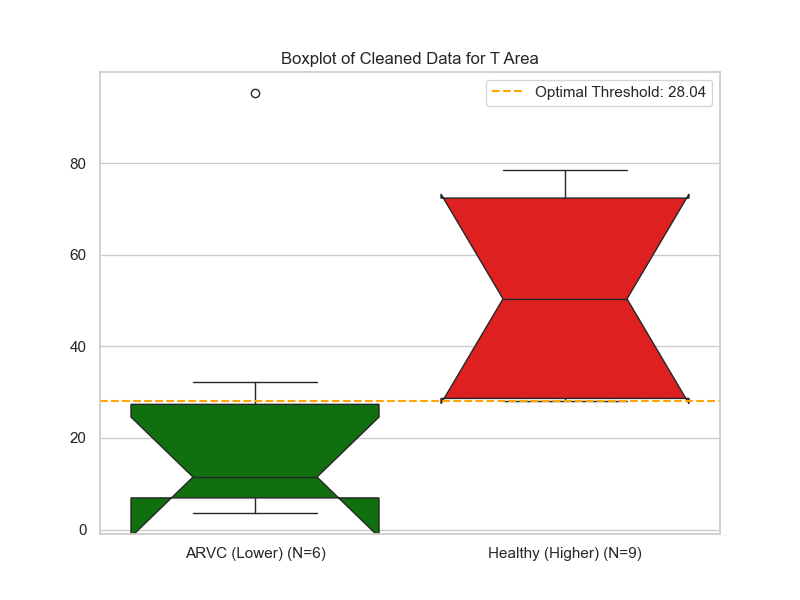 Boxplot of Cleaned Data for T Area
Optimal Threshold: 28.04
80
60
40
20
0
ARVC (Lower) (N=6)
Healthy (Higher) (N=9)